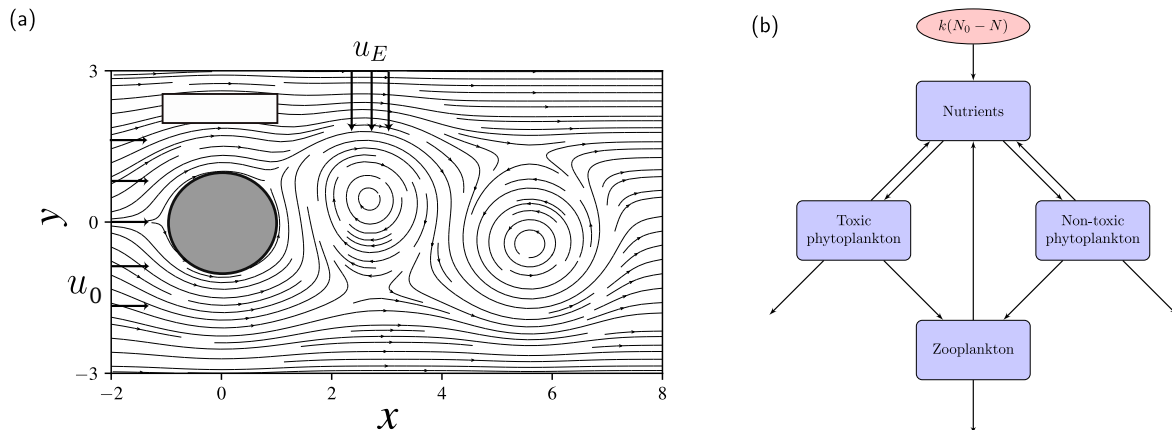 (a)
u_E
3
0
−3
y
u_0
−2
0
2
4
6
8
x
(b)
k(N_0 − N)
Nutrients
Toxic
phytoplankton
Non-toxic
phytoplankton
Zooplankton